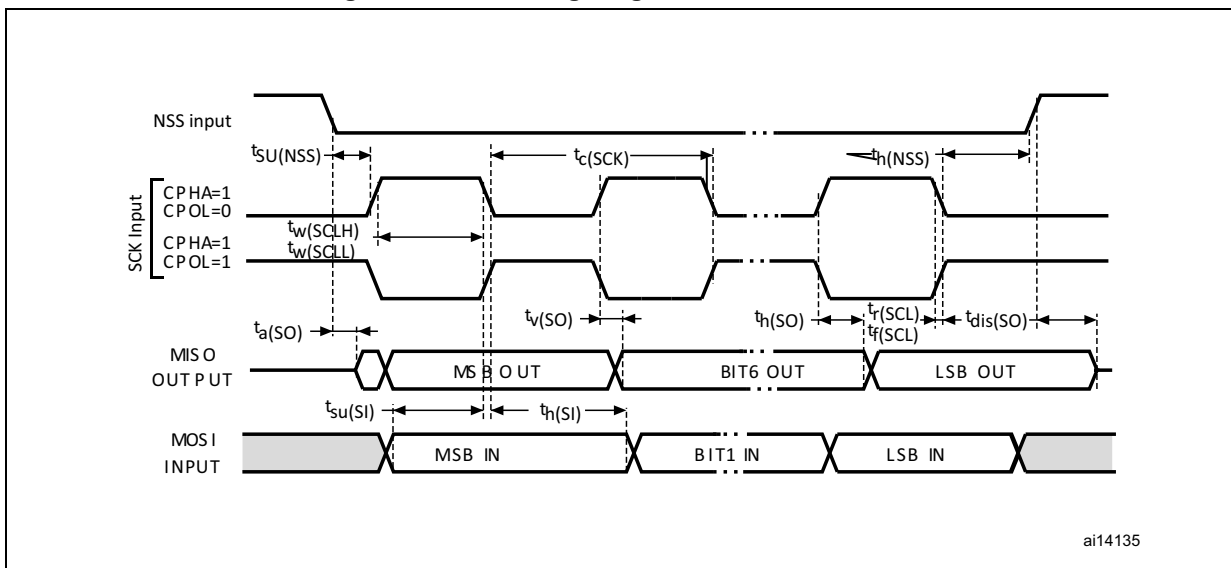 NSS input
tSU(NSS)
tc(SCK)
th(NSS)
SCK Input
CPHA=1
CPOL=0
tw(SCLH)
tw(SCLL)
CPHA=1
CPOL=1
ta(SO)
tv(SO)
th(SO)
tr(SCL)
tf(SCL)
tdis(SO)
MISO
OUTPUT
MSB OUT
BIT6 OUT
LSB OUT
tsu(SI)
th(SI)
MOSI
INPUT
MSB IN
BIT1 IN
LSB IN
ai14135